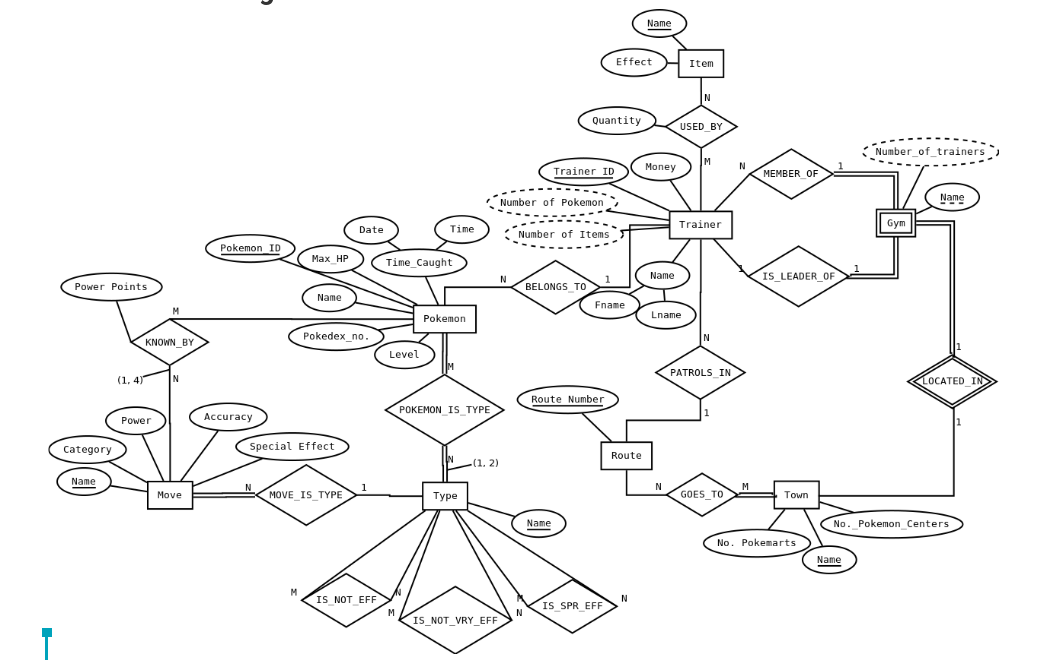 Name
Effect
Item
N
Quantity
USED_BY
M
Number_of_trainers
Trainer ID
Money
N
MEMBER_OF
1
Name
Number of Pokemon
Trainer
Gym
Number of Items
Date
Time
Pokemon_ID
Max_HP
Time_Caught
Name
1
IS_LEADER_OF
1
N
BELONGS_TO
1
Power Points
Name
Fname
Lname
M
Pokemon
KNOWN_BY
Pokedex_no.
Level
N
1
(1, 4)
N
M
PATROLS_IN
LOCATED_IN
POKEMON_IS_TYPE
Route Number
1
1
Power
Accuracy
Category
Special Effect
N
(1, 2)
Route
Name
Move
N
MOVE_IS_TYPE
1
Type
N
GOES_TO
M
Town
Name
No._Pokemon_Centers
No. Pokemarts
Name
M
IS_NOT_EFF
N
M
IS_NOT_VRY_EFF
N
M
IS_SPR_EFF
N